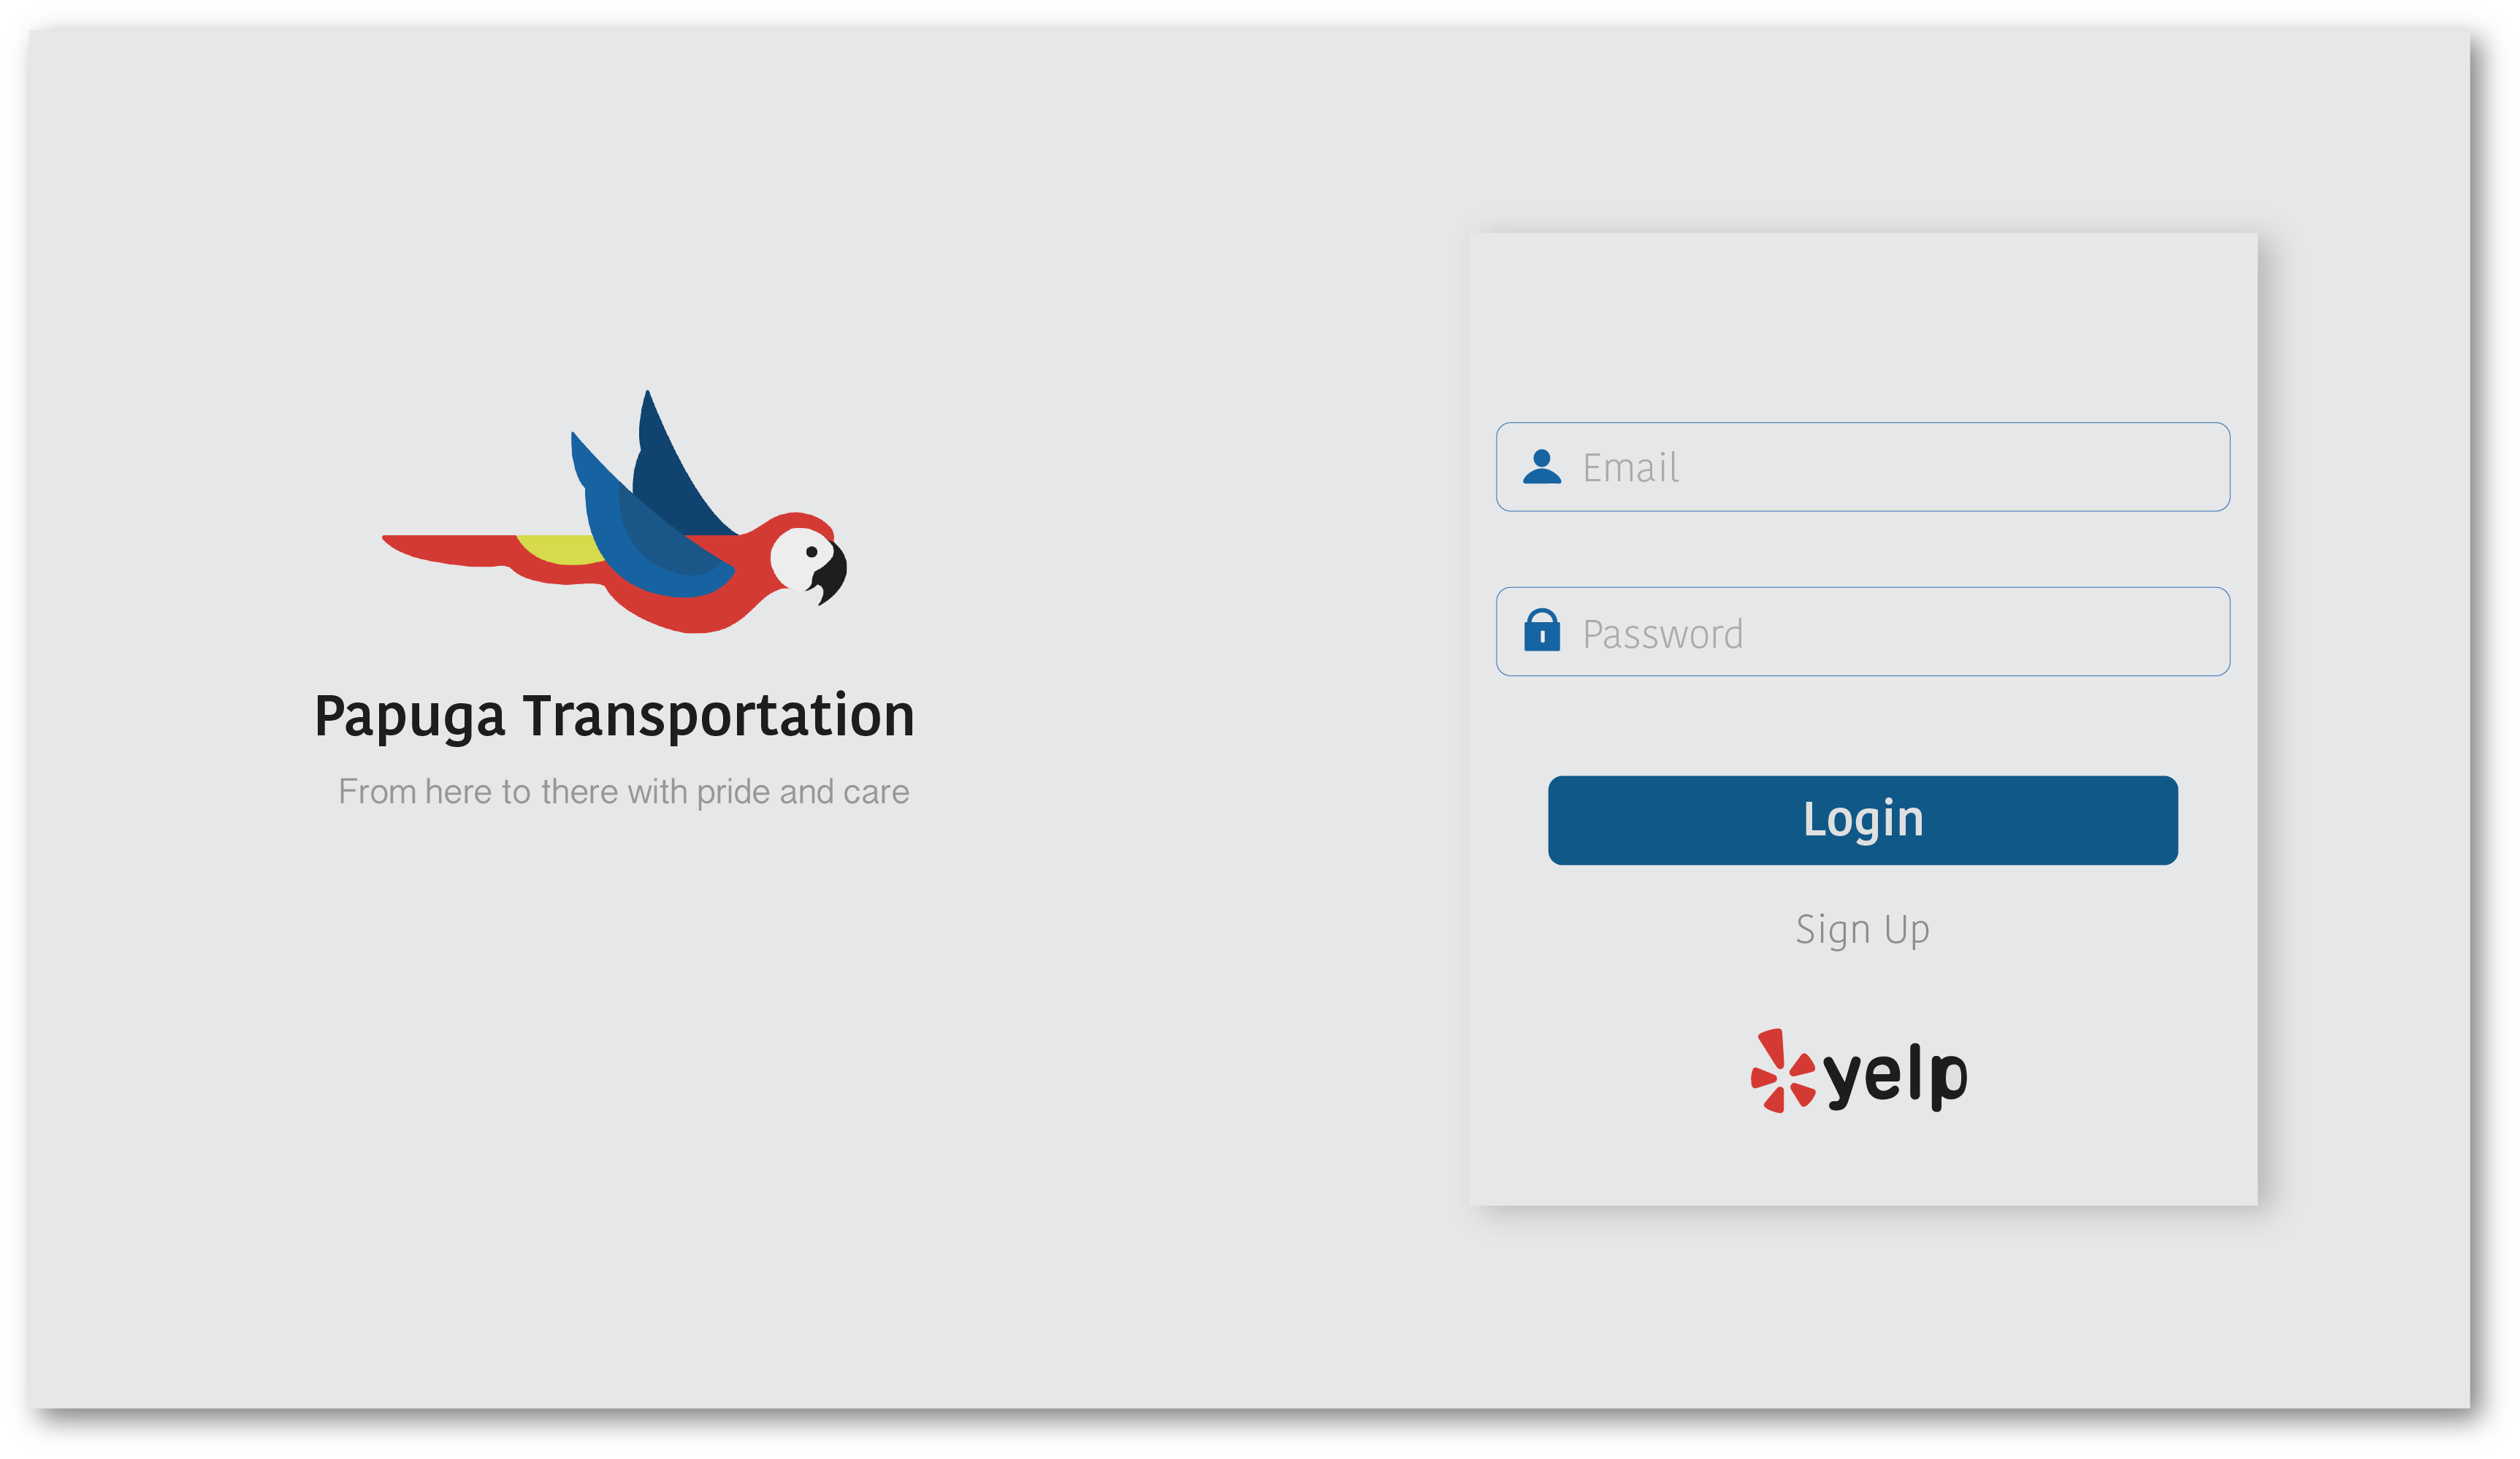 Papuga Transportation
From here to there with pride and care
Email
Password
Login
Sign Up
yelp